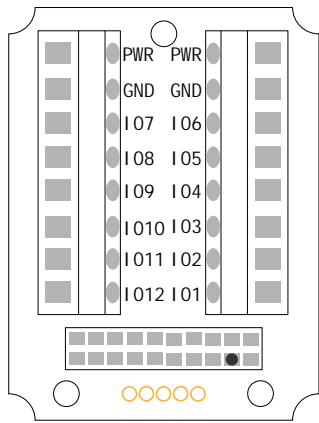 PWR PWR
GND GND
IO7 IO6
IO8 IO5
IO9 IO4
IO10 IO3
IO11 IO2
IO12 IO1